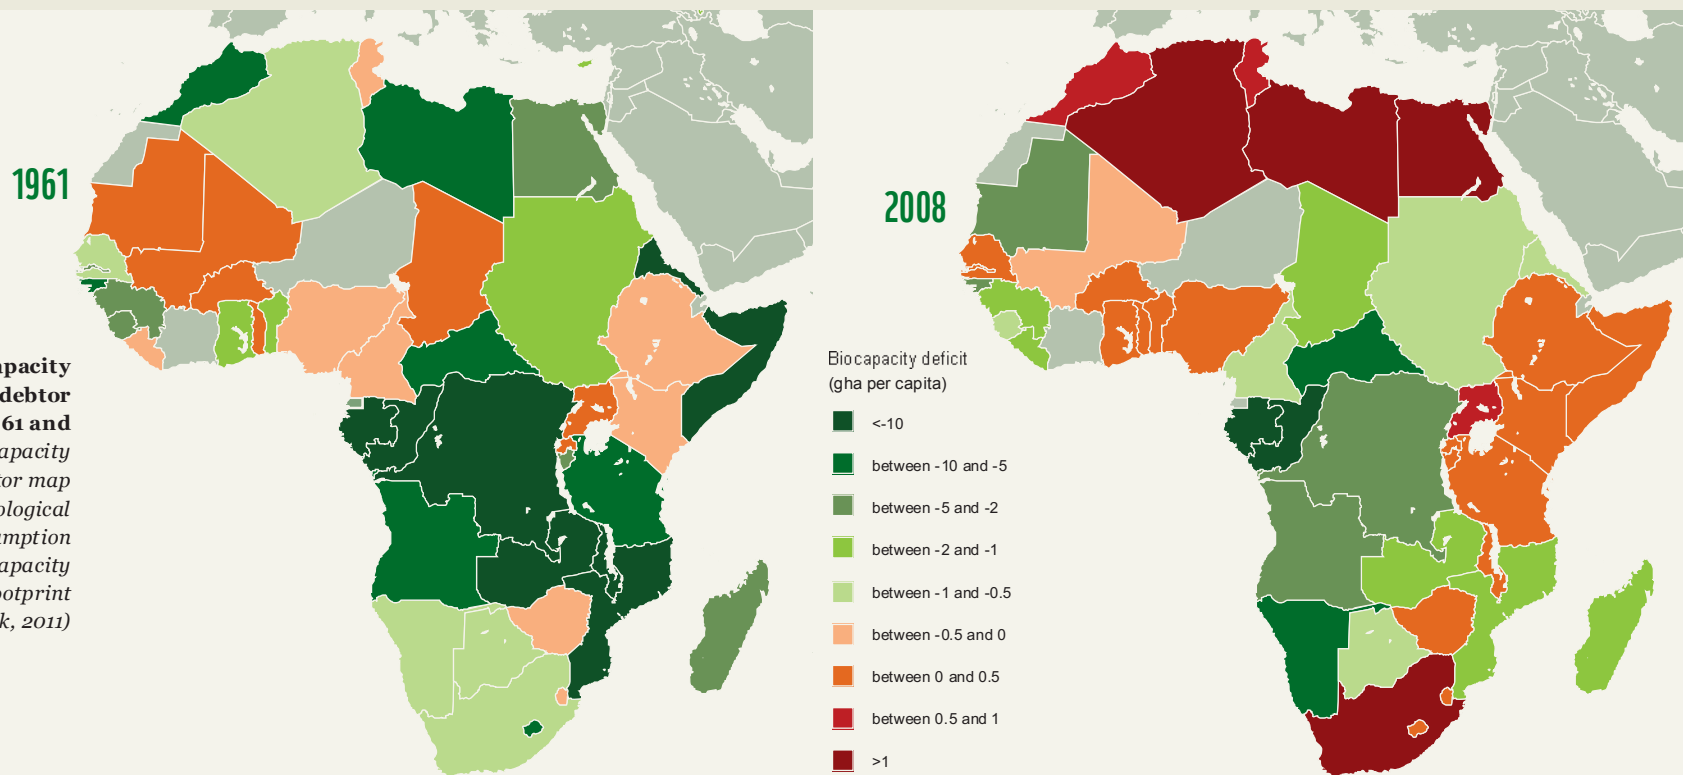 1961
apacity
debtor
61 and
apacity
tor map
ological
umption
apacity
ootprint
k, 2011)
2008
Biocapacity deficit
(gha per capita)
<-10
between -10 and -5
between -5 and -2
between -2 and -1
between -1 and -0.5
between -0.5 and 0
between 0 and 0.5
between 0.5 and 1
>1